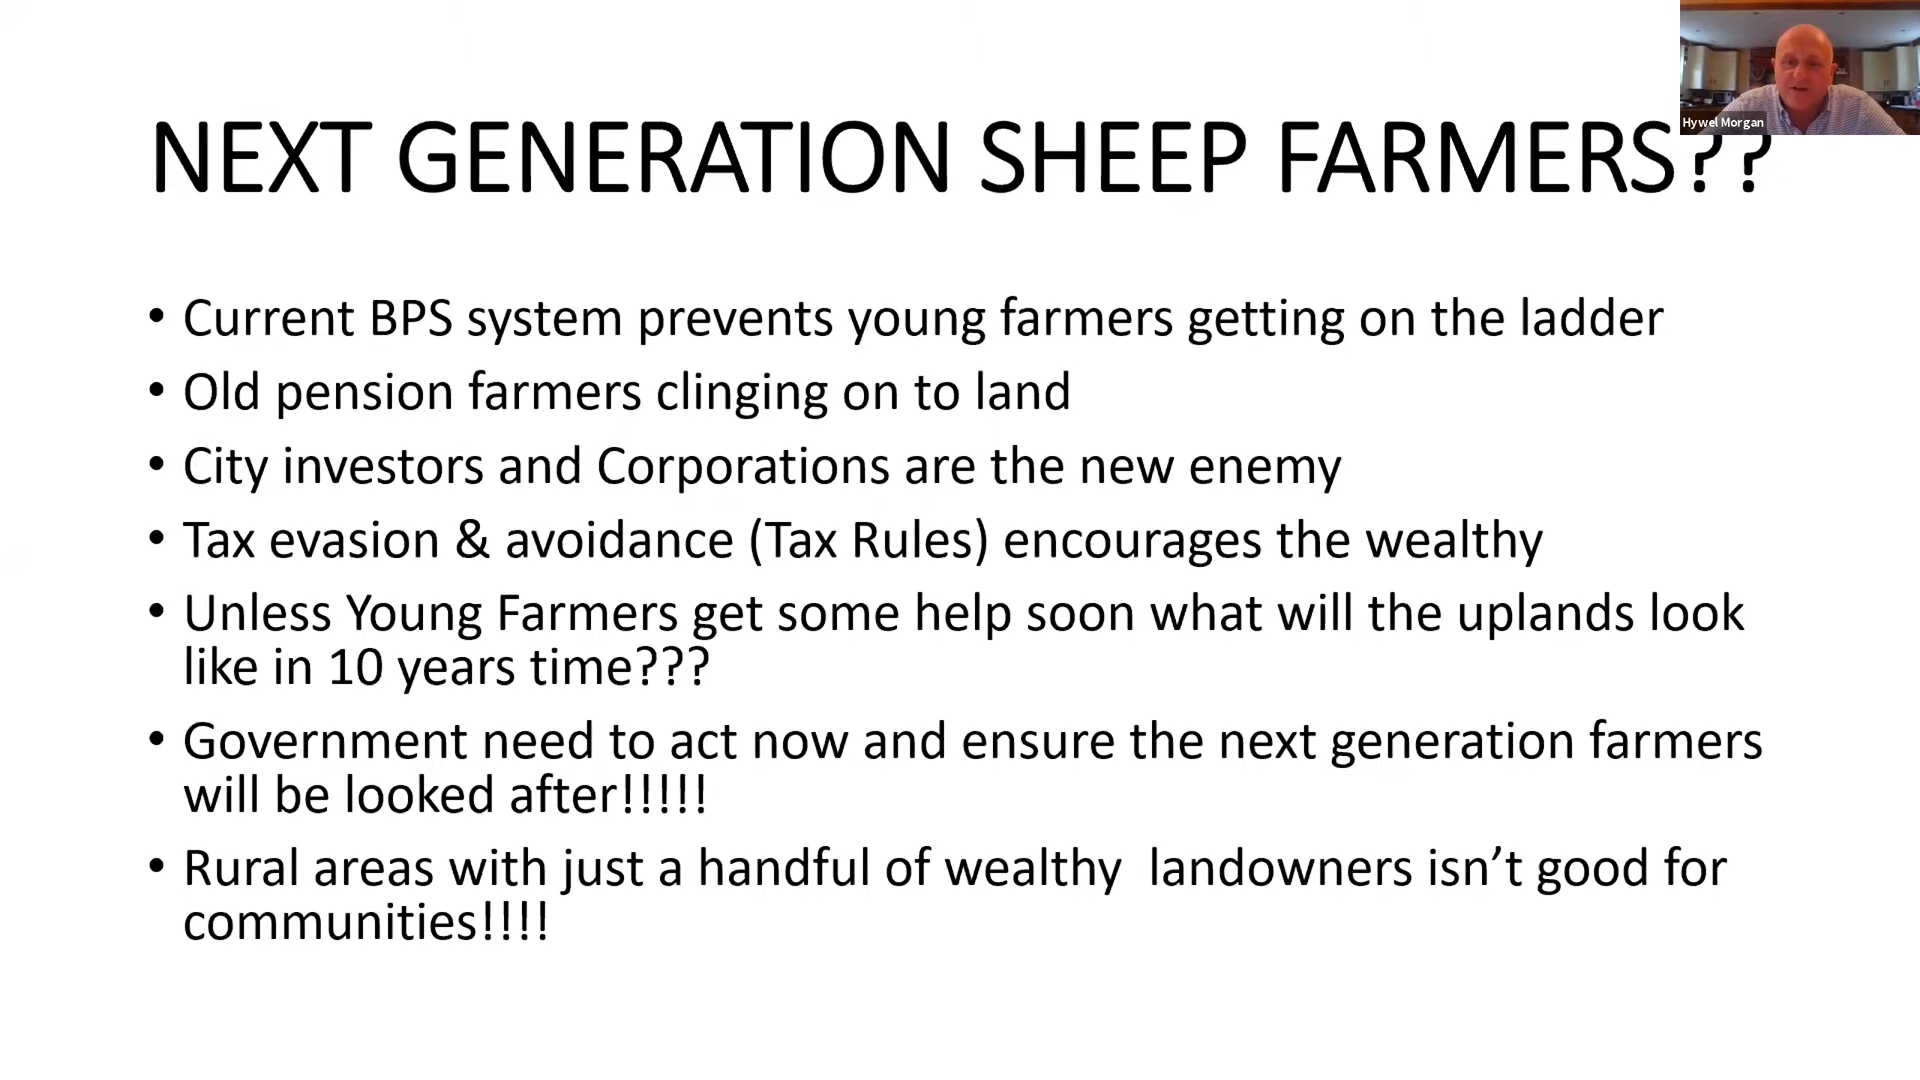 Hywel Morgan
NEXT GENERATION SHEEP FARMERS??
• Current BPS system prevents young farmers getting on the ladder
• Old pension farmers clinging on to land
• City investors and Corporations are the new enemy
• Tax evasion & avoidance (Tax Rules) encourages the wealthy
• Unless Young Farmers get some help soon what will the uplands look
like in 10 years time???
• Government need to act now and ensure the next generation farmers
will be looked after!!!!!
• Rural areas with just a handful of wealthy  landowners isn’t good for
communities!!!!